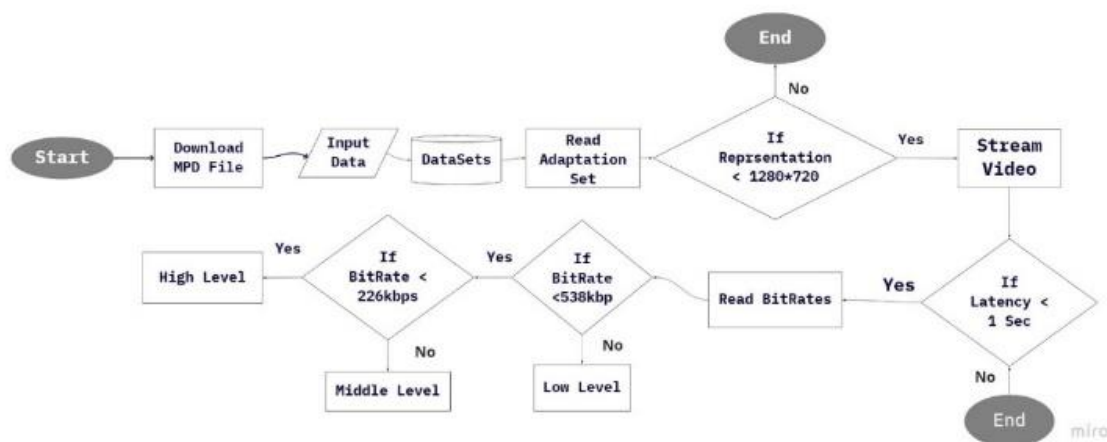 End
No
Start
Download
MPD File
Input
Data
DataSets
Read
Adaptation
Set
If
Reprsentation
< 1280*720
Yes
Stream
Video
High Level
Yes
If
BitRate <
226kbps
Yes
If
BitRate
<538kbp
Read BitRates
Yes
If
Latency <
1 Sec
No
Middle Level
No
Low Level
No
End
miro